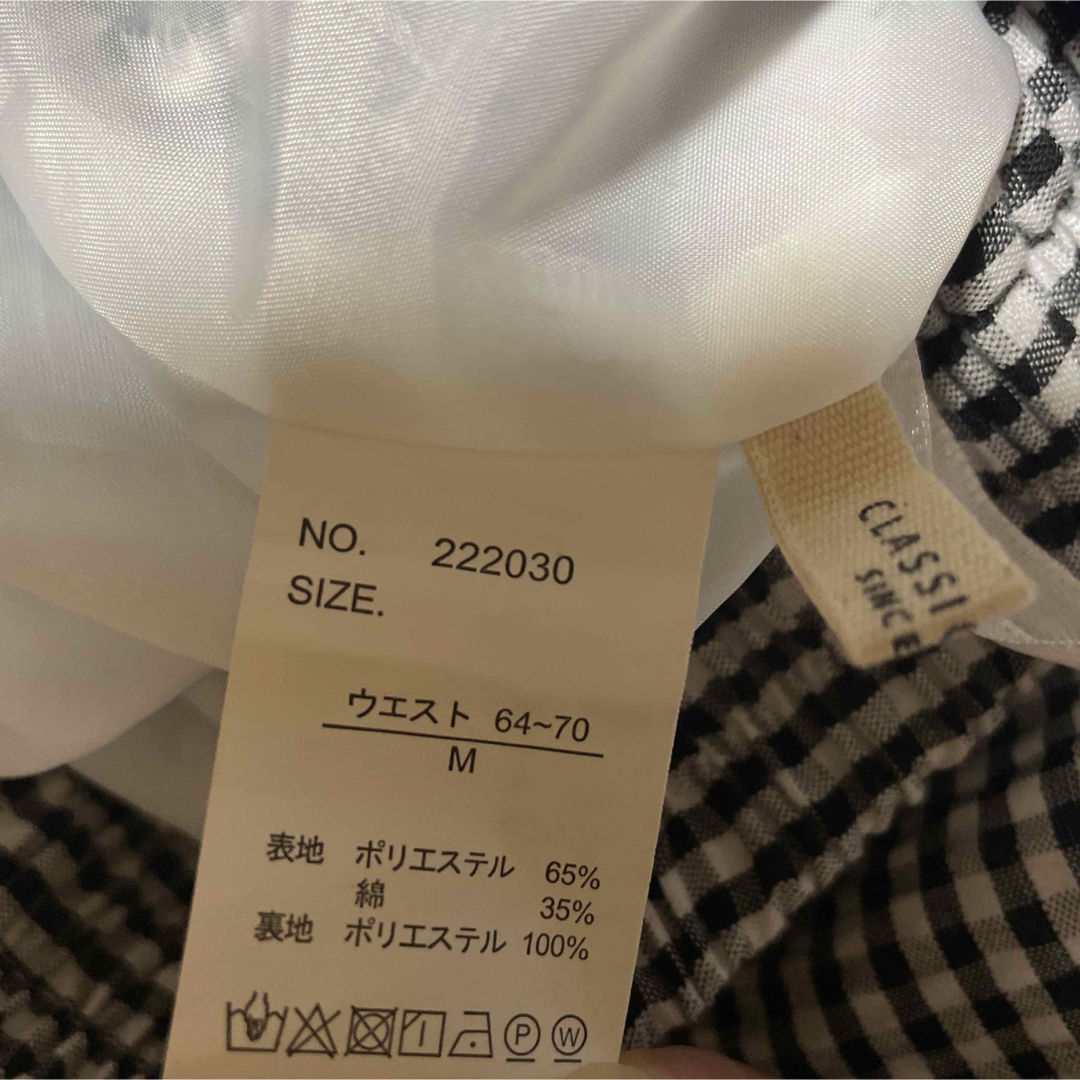 NO. 222030
SIZE.
ウエスト 64~70
M
表地 ポリエステル 65%
綿 35%
裏地 ポリエステル 100%
P W
CLASSI
SINCE